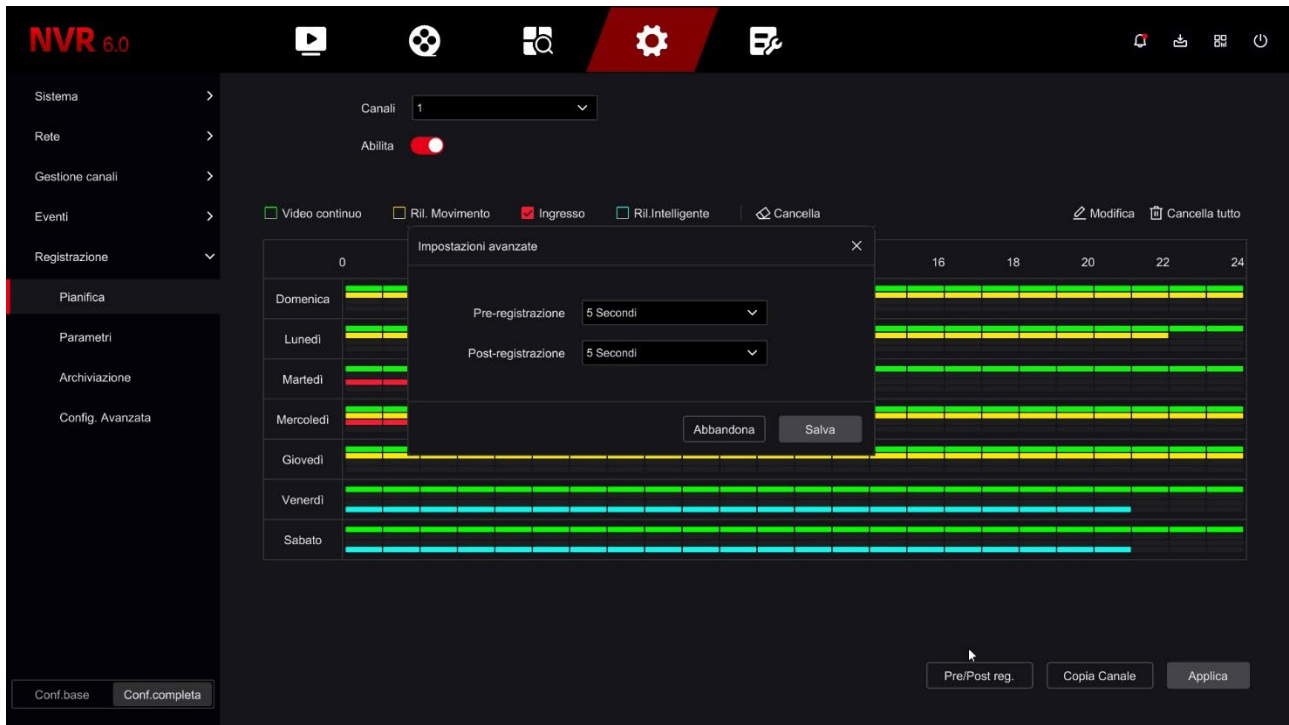 NVR 6.0
Sistema
Rete
Gestione canali
Eventi
Registrazione
Pianifica
Parametri
Archiviazione
Config. Avanzata
Conf.base Conf.completa
Canali 1
Abilita
Video continuo Ril. Movimento Ingresso Ril.Intelligente Cancella Modifica Cancella tutto
0 16 18 20 22 24
Domenica
Lunedì
Martedì
Mercoledì
Giovedì
Venerdì
Sabato
Impostazioni avanzate
Pre-registrazione 5 Secondi
Post-registrazione 5 Secondi
Abbandona Salva
Pre/Post reg. Copia Canale Applica